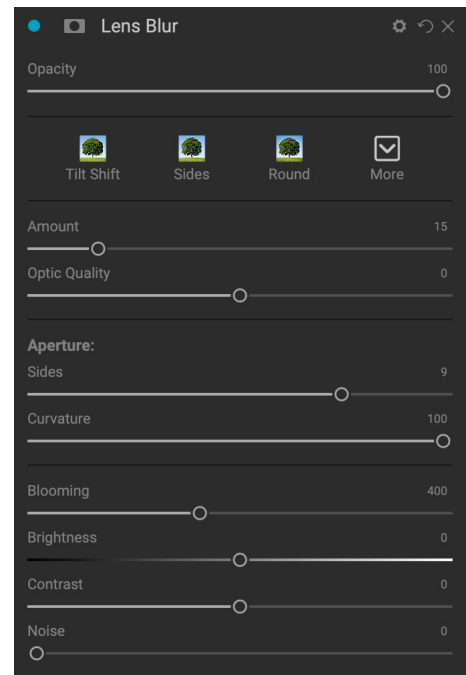 Lens Blur
Opacity 100
Tilt Shift Sides Round More
Amount 15
Optic Quality 0
Aperture:
Sides 9
Curvature 100
Blooming 400
Brightness 0
Contrast 0
Noise 0